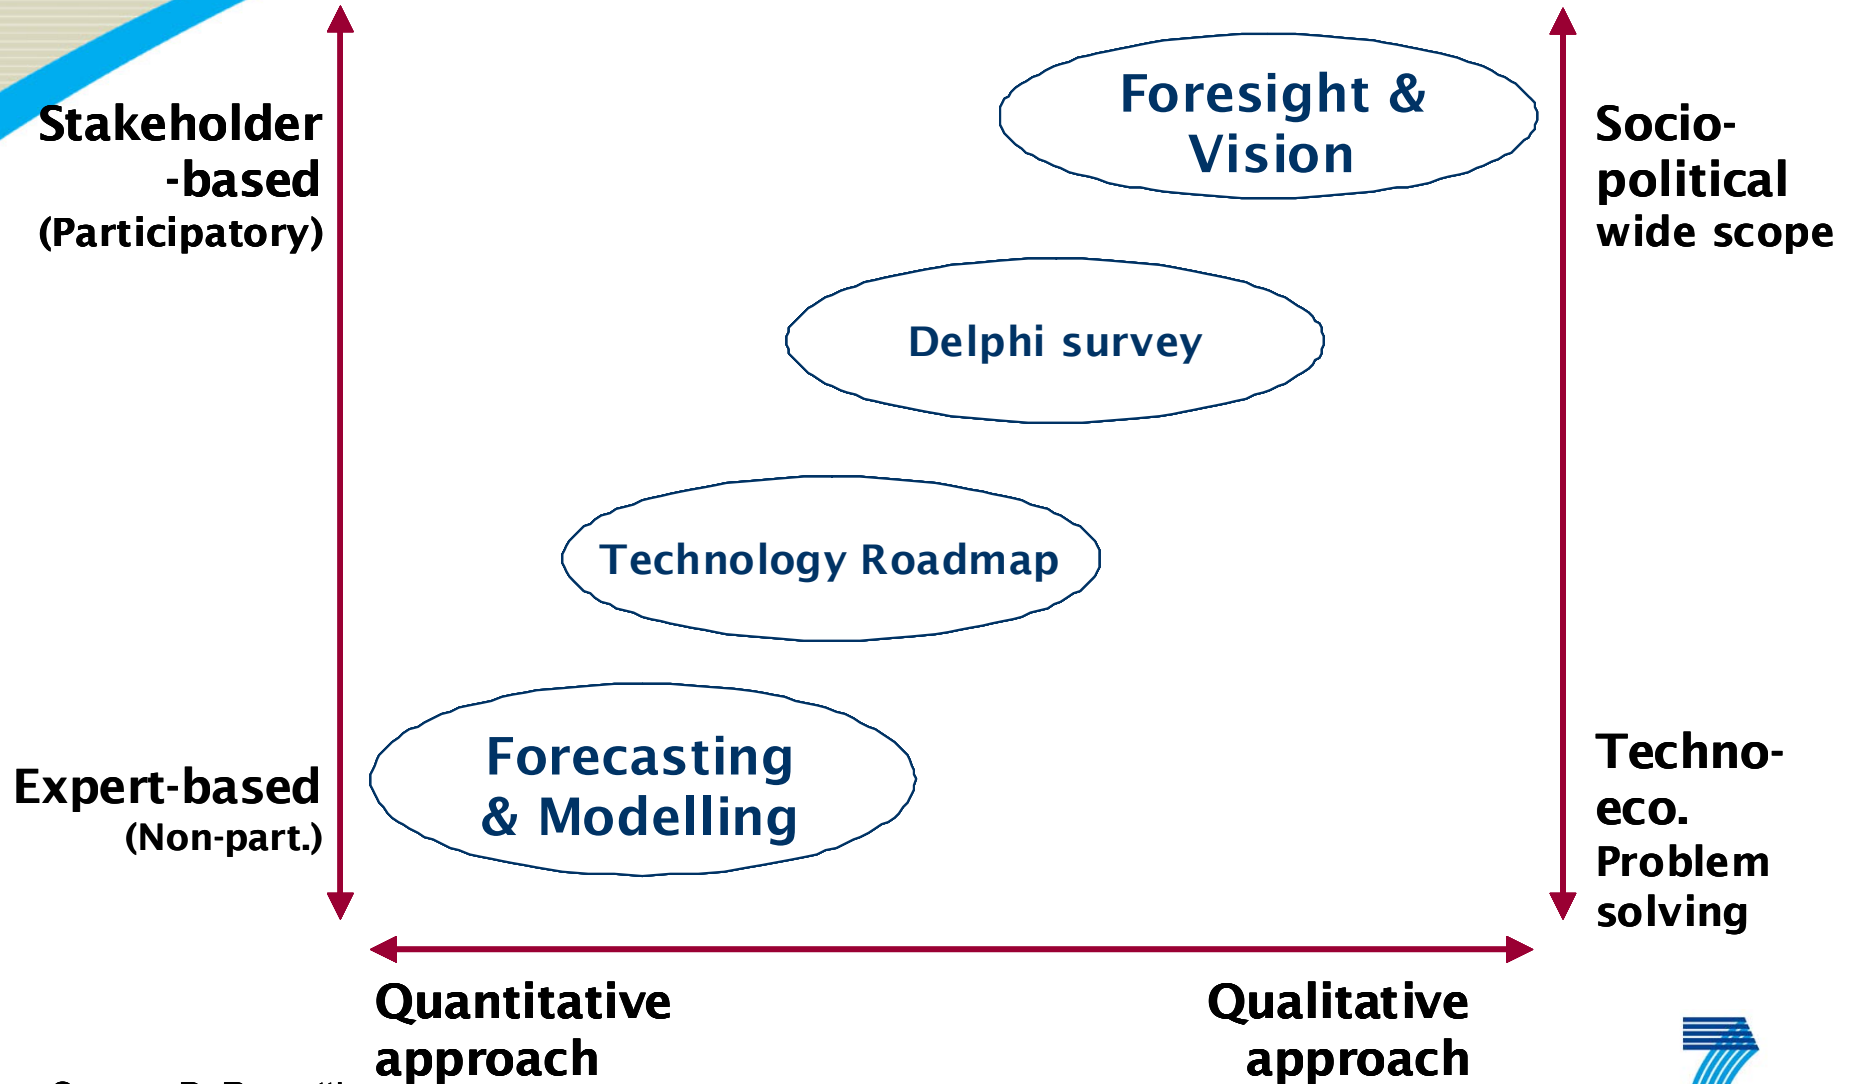 Stakeholder
-based
(Participatory)
Foresight &
Vision
Socio-
political
wide scope
Delphi survey
Technology Roadmap
Forecasting
& Modelling
Expert-based
(Non-part.)
Techno-
eco.
Problem
solving
Quantitative
approach
Qualitative
approach
7